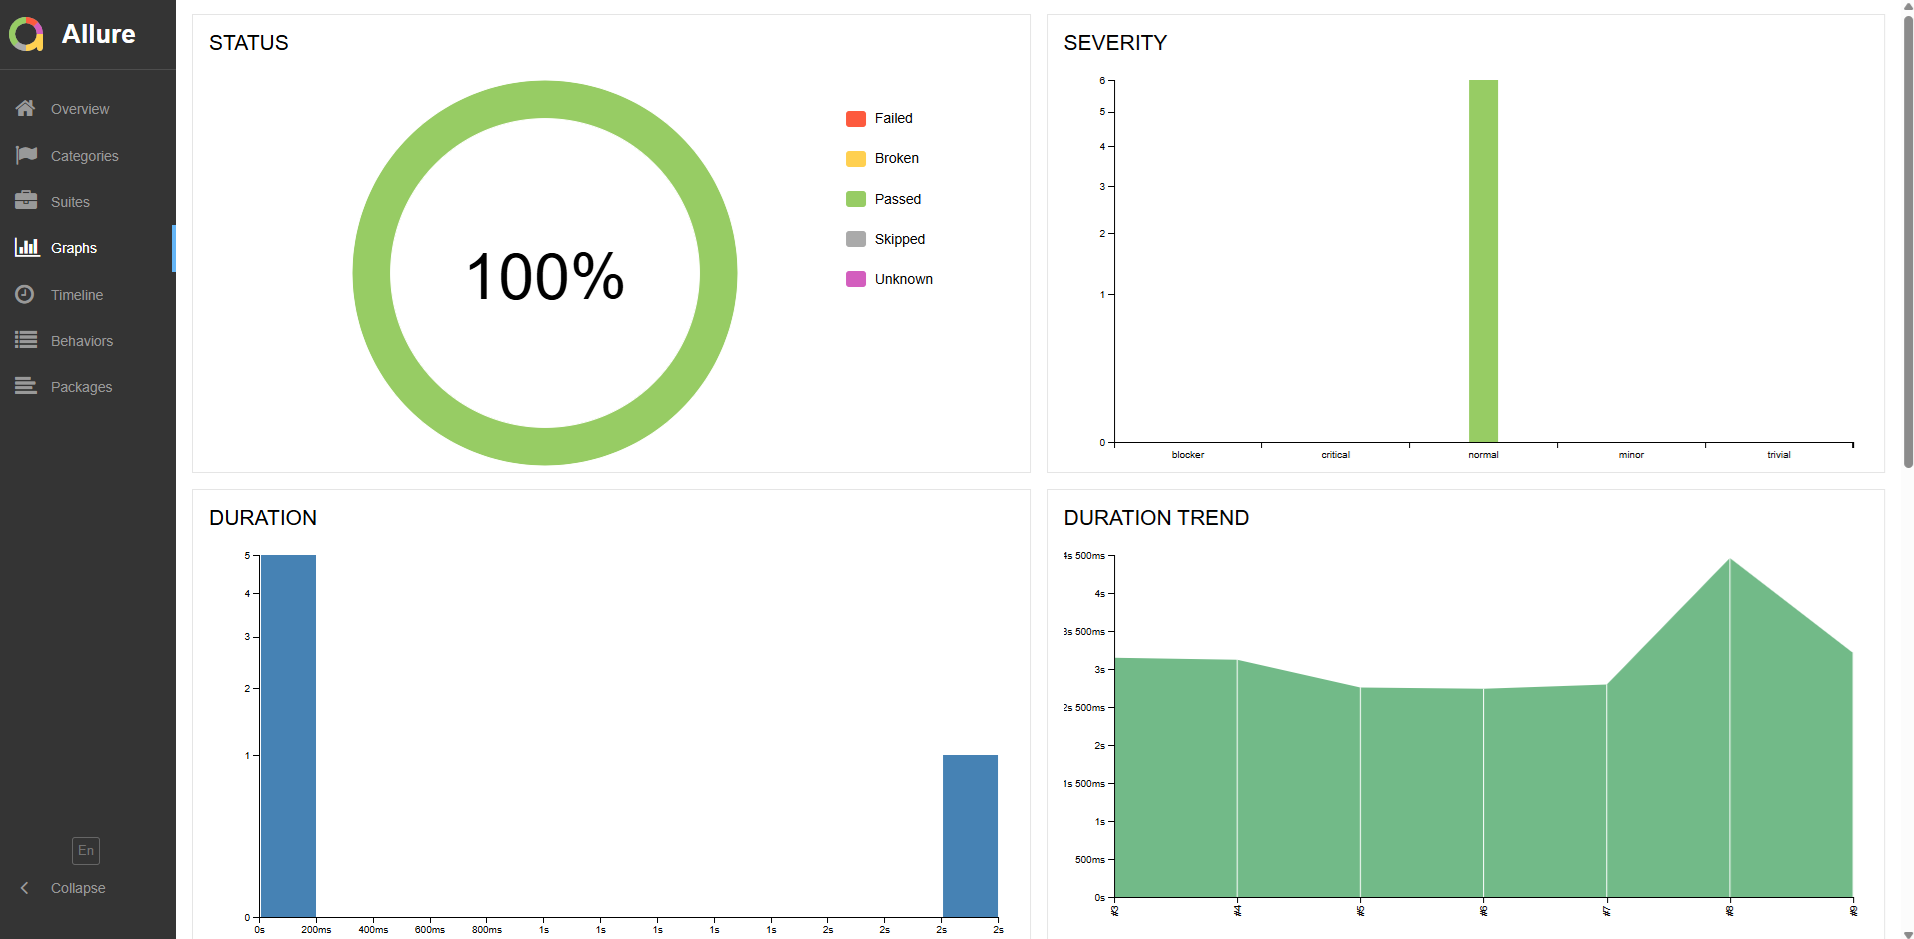 Allure
Overview
Categories
Suites
Graphs
Timeline
Behaviors
Packages
En
Collapse
STATUS
100%
Failed
Broken
Passed
Skipped
Unknown
SEVERITY
6
5
4
3
2
1
0
blocker critical normal minor trivial
DURATION
5
4
3
2
1
0
0s 200ms 400ms 600ms 800ms 1s 1s 1s 1s 1s 2s 2s 2s 2s
DURATION TREND
4s 500ms
4s
3s 500ms
3s
2s 500ms
2s
1s 500ms
1s
500ms
0s
#3 #4 #5 #6 #7 #8 #9